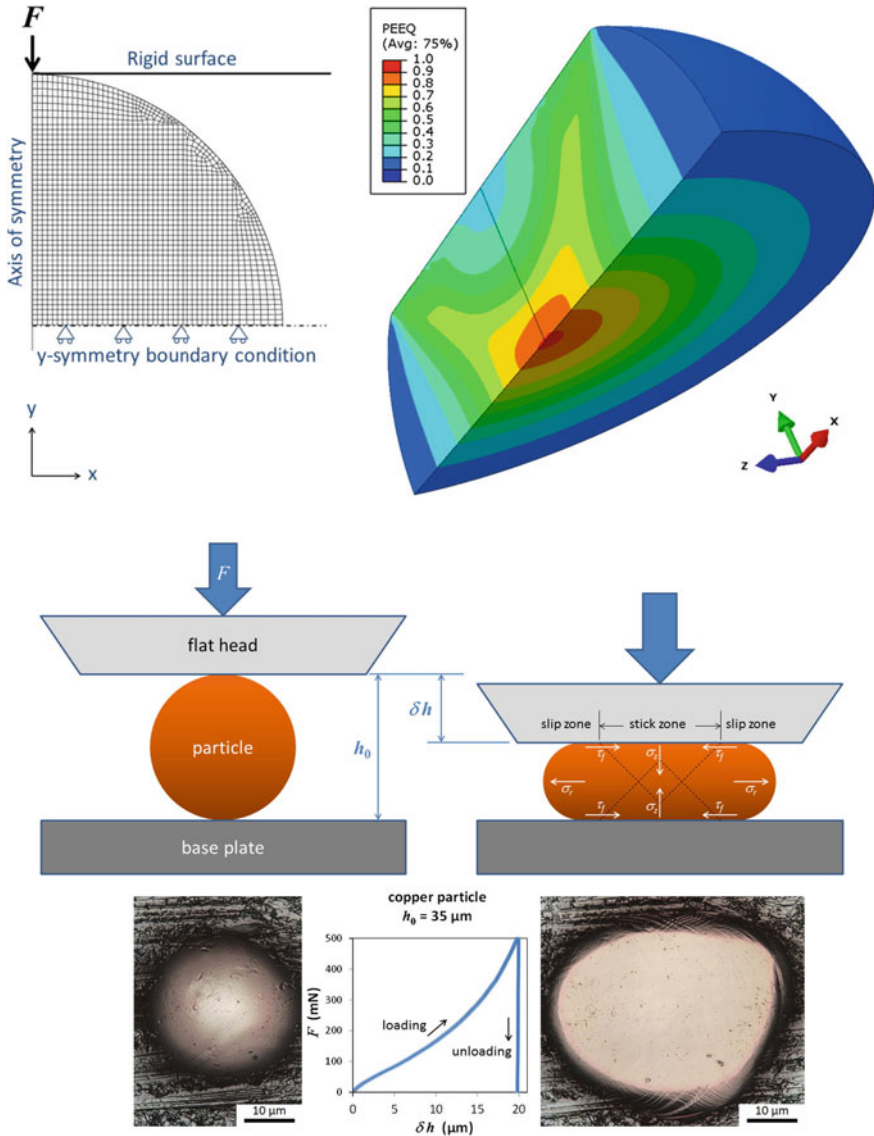 F
Rigid surface
Axis of symmetry
y-symmetry boundary condition
y
x
PEEQ
(Avg: 75%)
1.0
0.9
0.8
0.7
0.6
0.5
0.4
0.3
0.2
0.1
0.0
Y
X
Z
F
flat head
particle
base plate
h₀
δh
slip zone
stick zone
slip zone
τf
σz
τf
σr
σr
τf
σz
τf
10 µm
copper particle
h₀ = 35 µm
F (mN)
500
400
300
200
100
0
loading
unloading
0
5
10
15
20
δh (µm)
10 µm